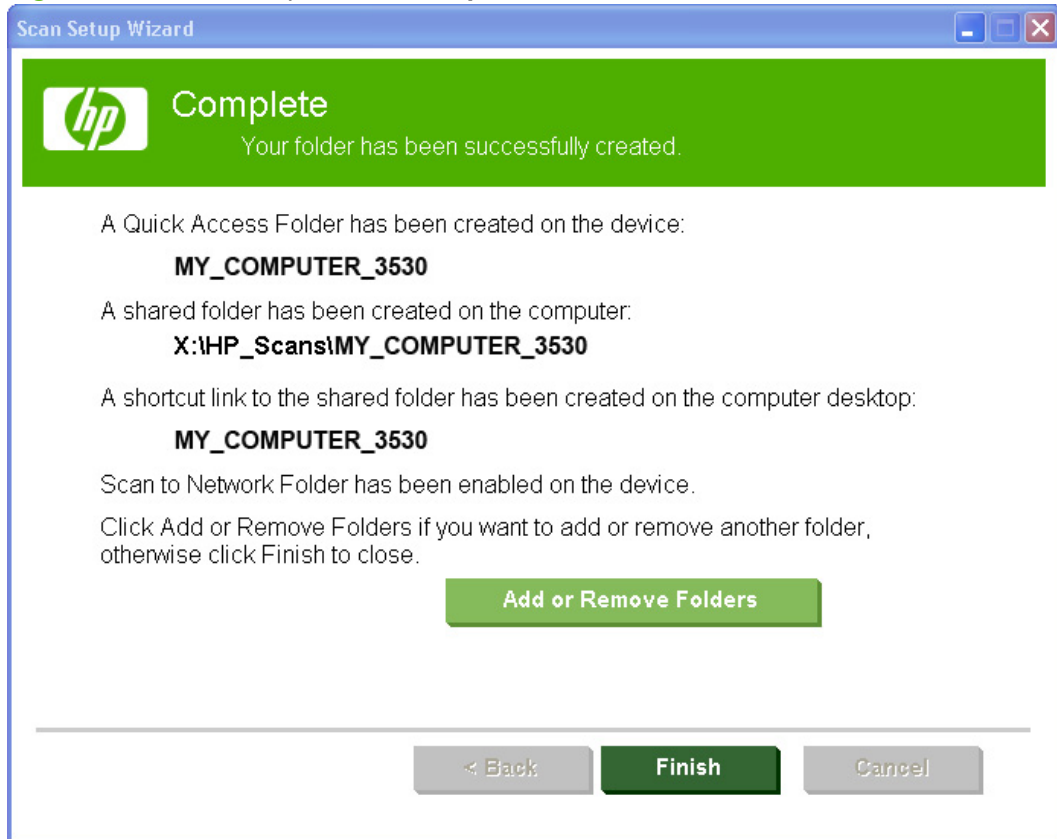 Scan Setup Wizard
hp
Complete
Your folder has been successfully created.
A Quick Access Folder has been created on the device:
MY_COMPUTER_3530
A shared folder has been created on the computer:
X:\HP_Scans\MY_COMPUTER_3530
A shortcut link to the shared folder has been created on the computer desktop:
MY_COMPUTER_3530
Scan to Network Folder has been enabled on the device.
Click Add or Remove Folders if you want to add or remove another folder,
otherwise click Finish to close.
Add or Remove Folders
< Back Finish Cancel